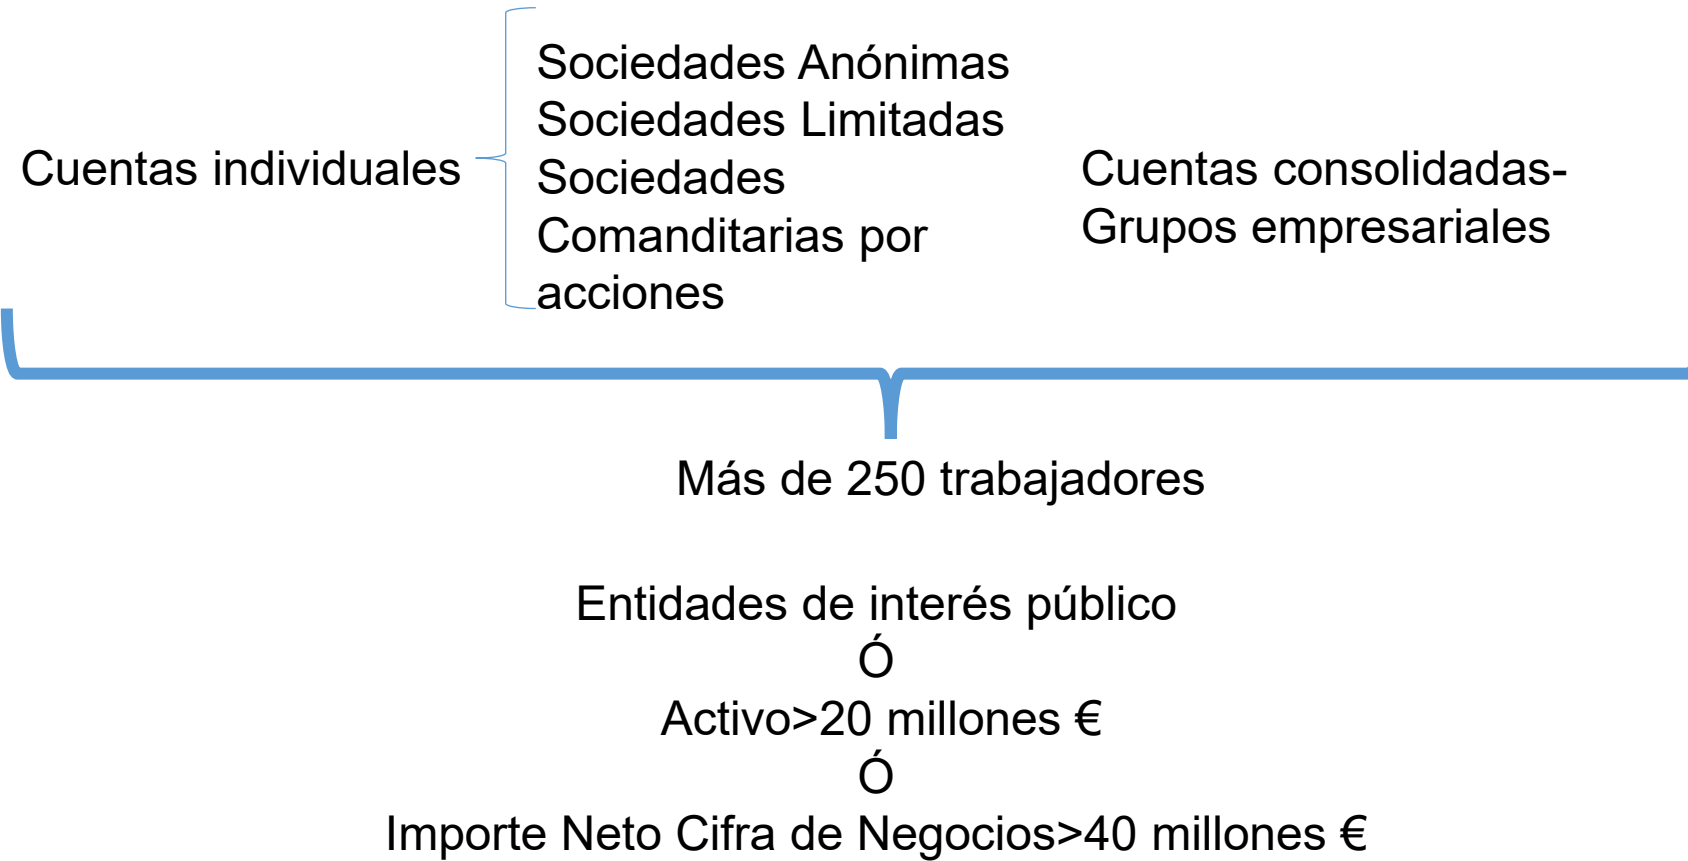 Cuentas individuales
Sociedades Anónimas
Sociedades Limitadas
Sociedades
Comanditarias por
acciones
Cuentas consolidadas-
Grupos empresariales
Más de 250 trabajadores
Entidades de interés público
Ó
Activo>20 millones €
Ó
Importe Neto Cifra de Negocios>40 millones €